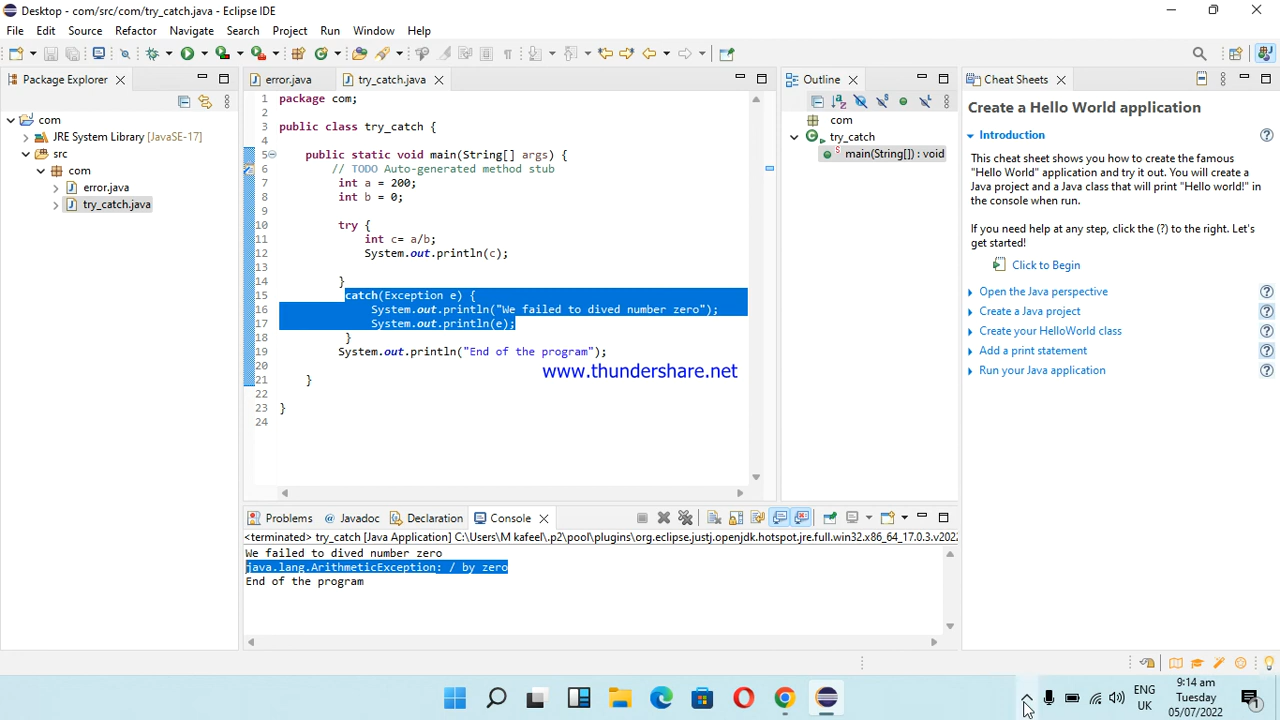 Desktop - com/src/com/try_catch.java - Eclipse IDE
File Edit Source Refactor Navigate Search Project Run Window Help
Package Explorer
com
JRE System Library [JavaSE-17]
src
com
error.java
try_catch.java
error.java try_catch.java
1 package com;
2
3 public class try_catch {
4
5 public static void main(String[] args) {
6 // TODO Auto-generated method stub
7 int a = 200;
8 int b = 0;
9
10 try {
11 int c= a/b;
12 System.out.println(c);
13
14 }
15 catch(Exception e) {
16 System.out.println("We failed to dived number zero");
17 System.out.println(e);
18 }
19 System.out.println("End of the program");
20
21 }
22
23 }
24
www.thundershare.net
Outline
com
try_catch
main(String[]) : void
Cheat Sheets
Create a Hello World application
Introduction
This cheat sheet shows you how to create the famous
"Hello World" application and try it out. You will create a
Java project and a Java class that will print "Hello world!" in
the console when run.
If you need help at any step, click the (?) to the right. Let's
get started!
Click to Begin
Open the Java perspective
Create a Java project
Create your HelloWorld class
Add a print statement
Run your Java application
Problems Javadoc Declaration Console
<terminated> try_catch [Java Application] C:\Users\M kafeel\.p2\pool\plugins\org.eclipse.justj.openjdk.hotspot.jre.full.win32.x86_64_17.0.3.v2022
We failed to dived number zero
java.lang.ArithmeticException: / by zero
End of the program
ENG
UK
9:14 am
Tuesday
05/07/2022
1